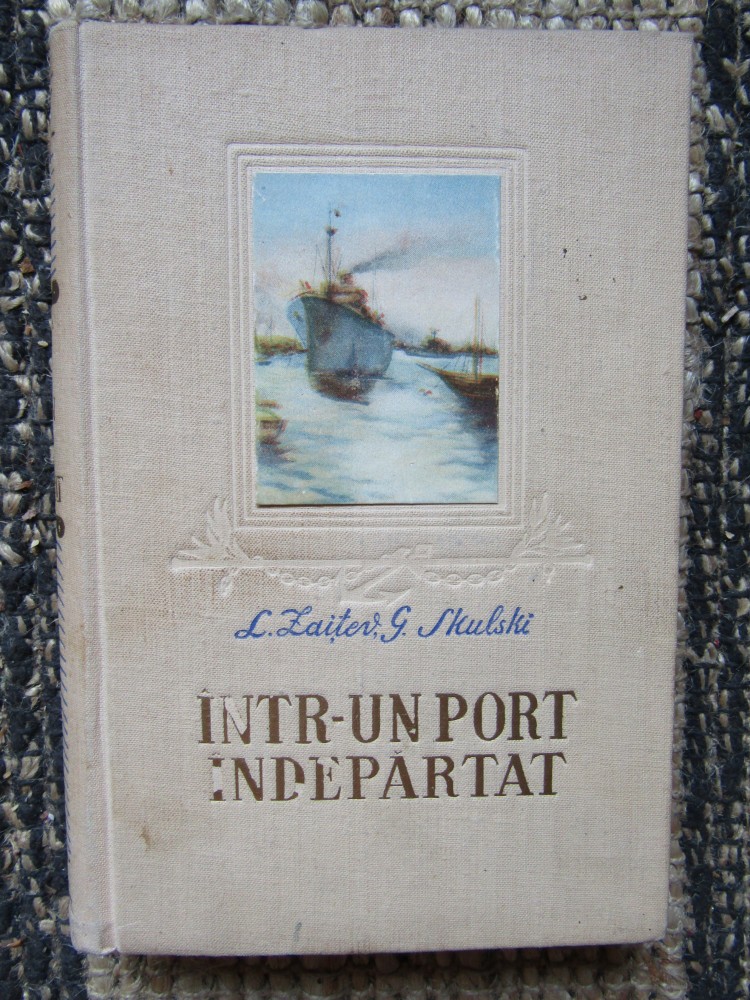 L. Zaițev, G. Skulski
ÎNTR-UN PORT
ÎNDEPĂRTAT